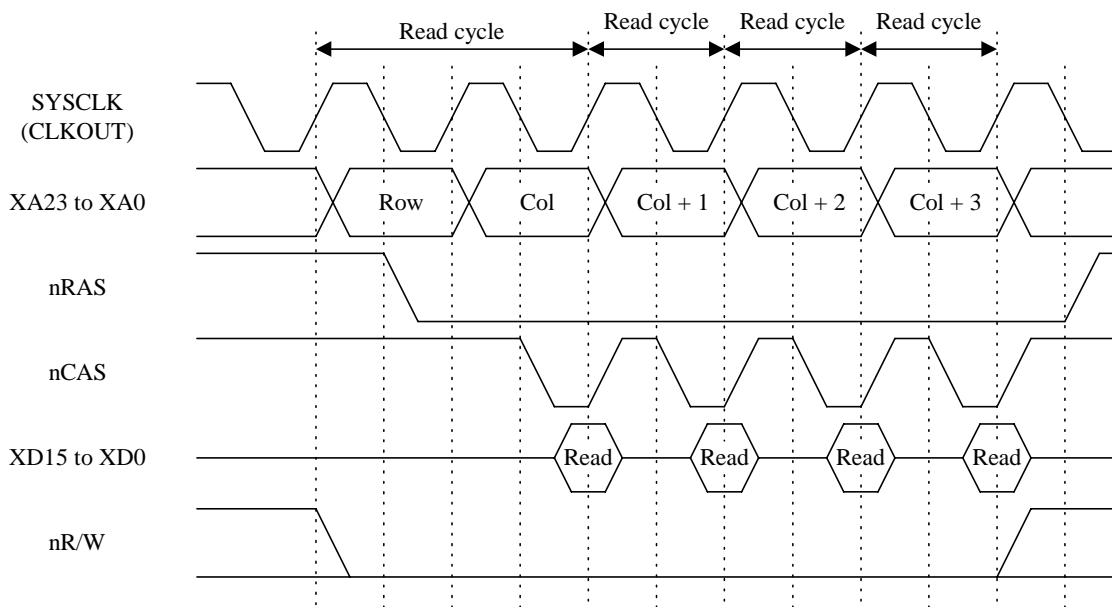 Read cycle Read cycle Read cycle Read cycle
SYSCLK
(CLKOUT)
XA23 to XA0 Row Col Col + 1 Col + 2 Col + 3
nRAS
nCAS
XD15 to XD0 Read Read Read Read
nR/W